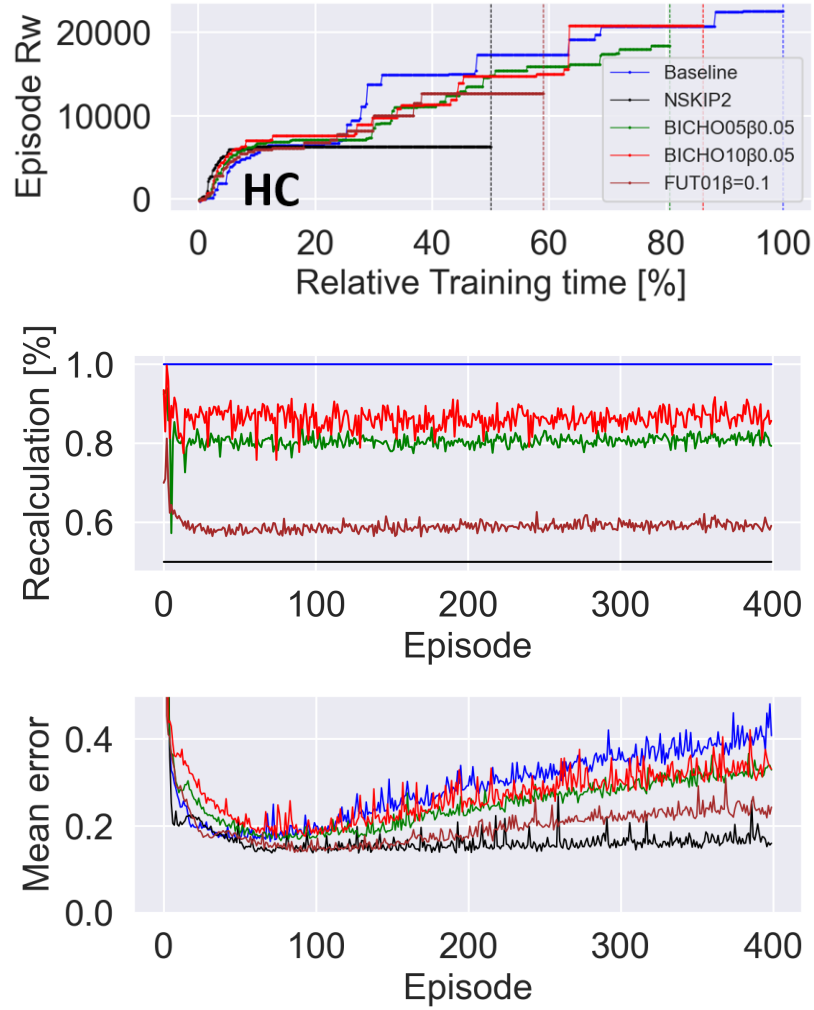 Episode Rw
20000
10000
0
HC
Baseline
NSKIP2
BICHO05β0.05
BICHO10β0.05
FUT01β=0.1
0 20 40 60 80 100
Relative Training time [%]
Recalculation [%]
1.0
0.8
0.6
0 100 200 300 400
Episode
Mean error
0.4
0.2
0.0
0 100 200 300 400
Episode